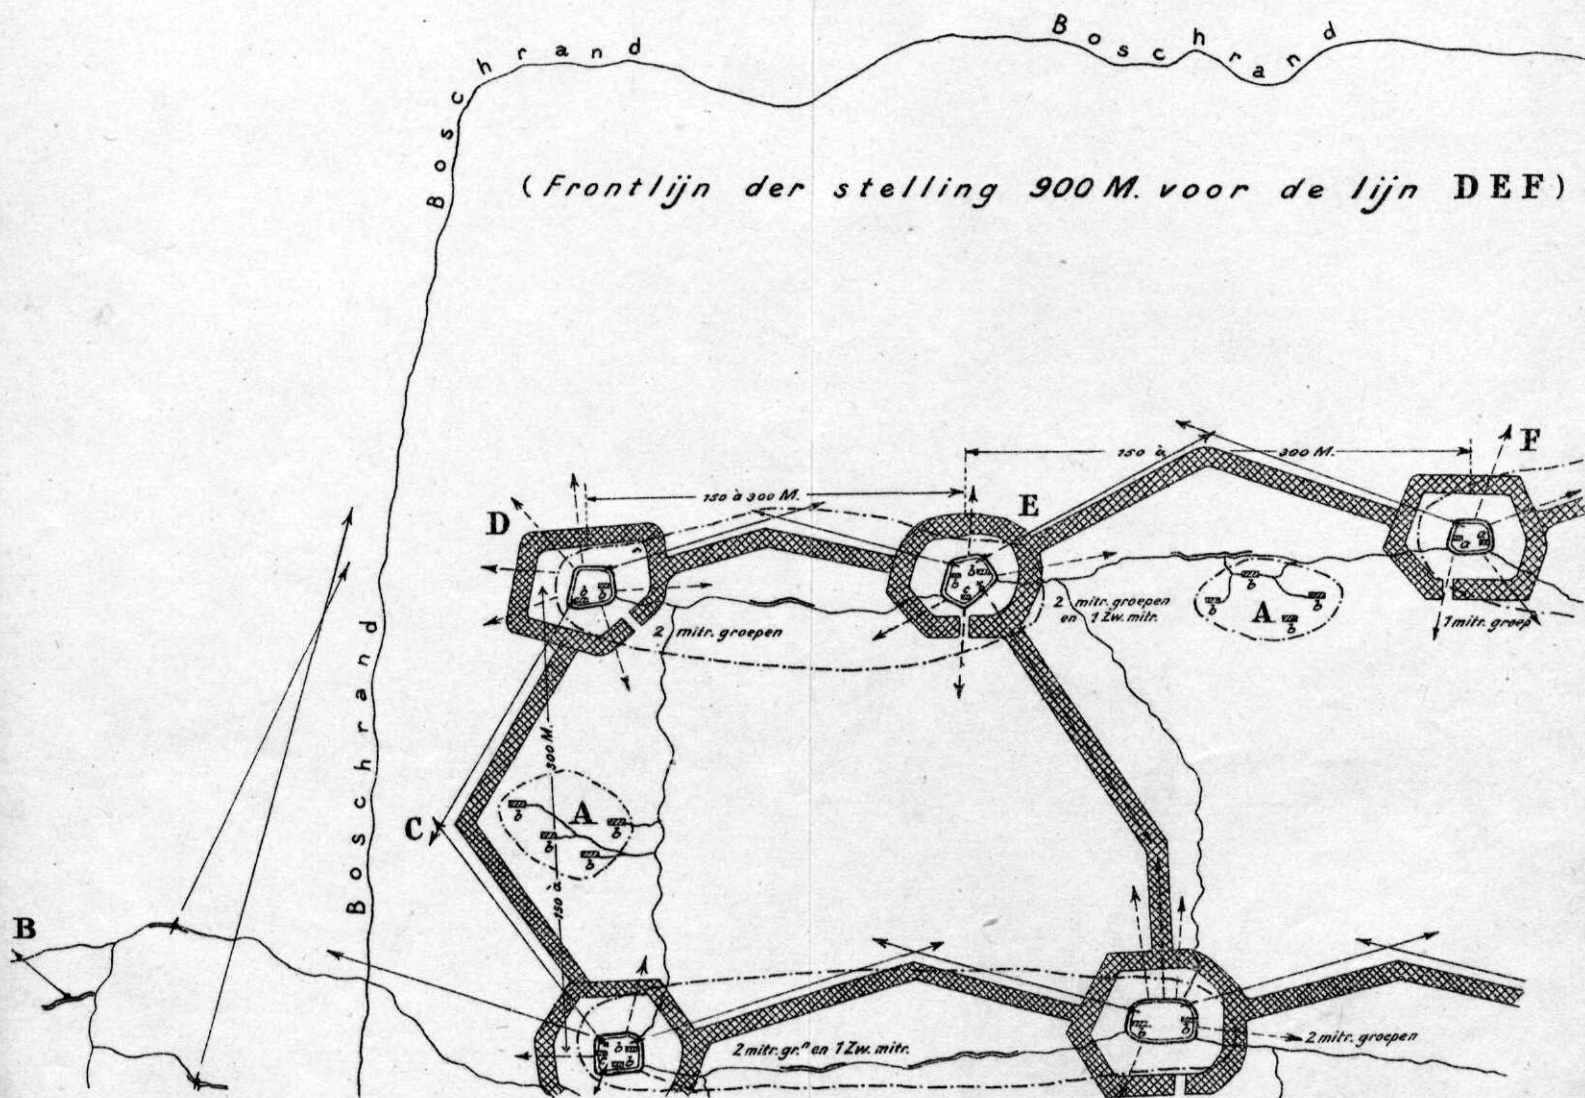 Boschrand
Boschrand
(Frontlijn der stelling 900 M. voor de lijn DEF)
F
150 à 300 M.
150 à 300 M.
E
D
a a
b b
b b
c
b
b b
b
A
2 mitr. groepen
en 1 Zw. mitr.
1 mitr. groep
2 mitr. groepen
Boschrand
150 à 300 M.
A
b
b
b
b
C
B
b b
b
b b
2 mitr. gr.n en 1 Zw. mitr.
2 mitr. groepen